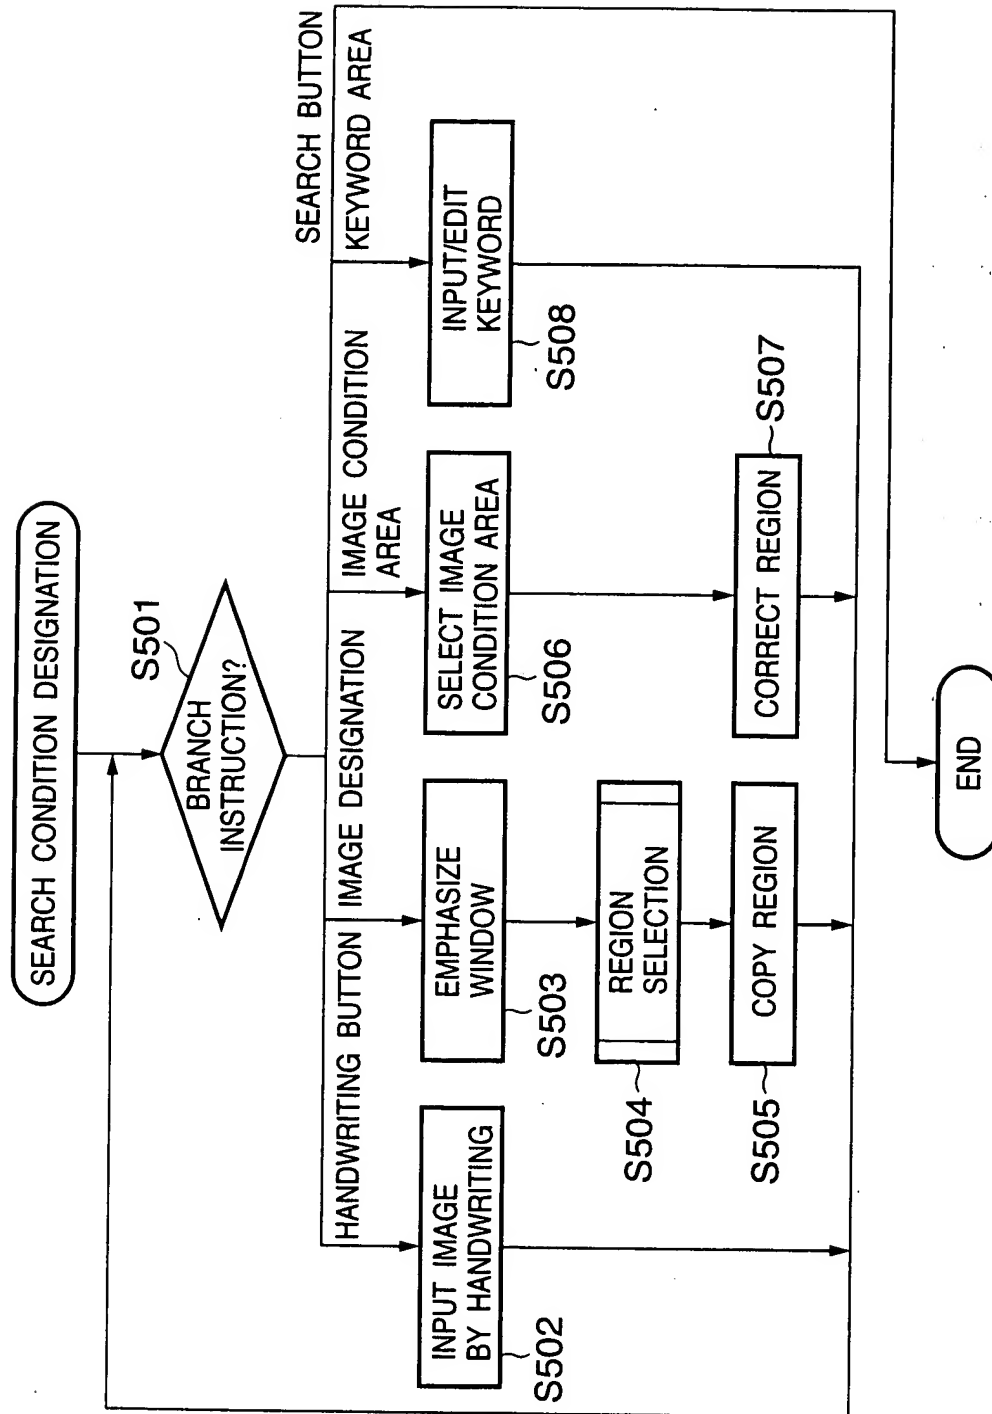 SEARCH CONDITION DESIGNATION
S501
BRANCH
INSTRUCTION?
HANDWRITING BUTTON
IMAGE DESIGNATION
IMAGE CONDITION
AREA
KEYWORD AREA
SEARCH BUTTON
INPUT IMAGE
BY HANDWRITING
S502
EMPHASIZE
WINDOW
S503
REGION
SELECTION
S504
COPY REGION
S505
SELECT IMAGE
CONDITION AREA
S506
CORRECT REGION
S507
INPUT/EDIT
KEYWORD
S508
END